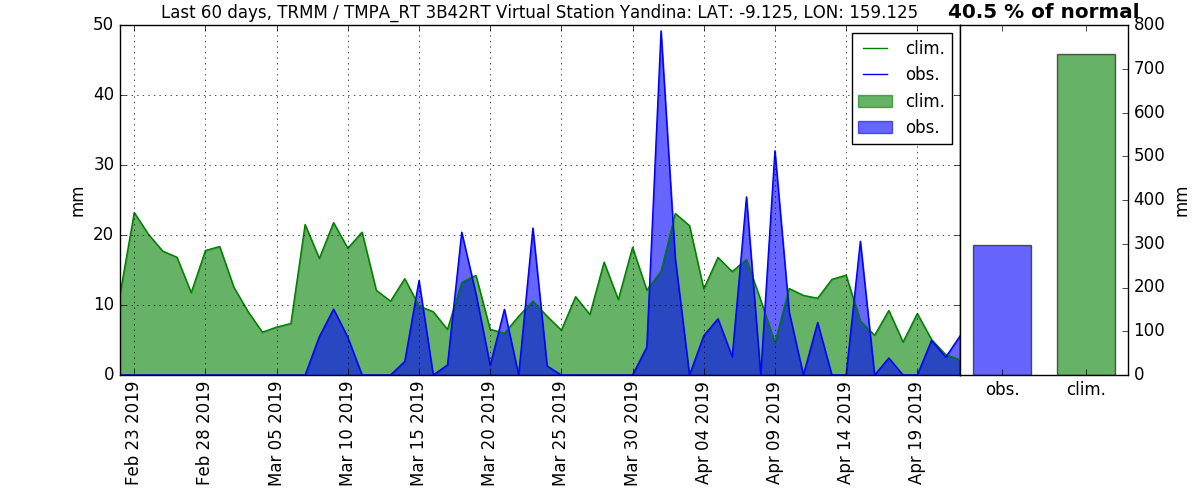 Last 60 days, TRMM / TMPA_RT 3B42RT Virtual Station Yandina: LAT: -9.125, LON: 159.125
40.5 % of normal
50
40
30
20
10
0
mm
clim.
obs.
clim.
obs.
Feb 23 2019
Feb 28 2019
Mar 05 2019
Mar 10 2019
Mar 15 2019
Mar 20 2019
Mar 25 2019
Mar 30 2019
Apr 04 2019
Apr 09 2019
Apr 14 2019
Apr 19 2019
800
700
600
500
400
300
200
100
0
mm
obs.
clim.